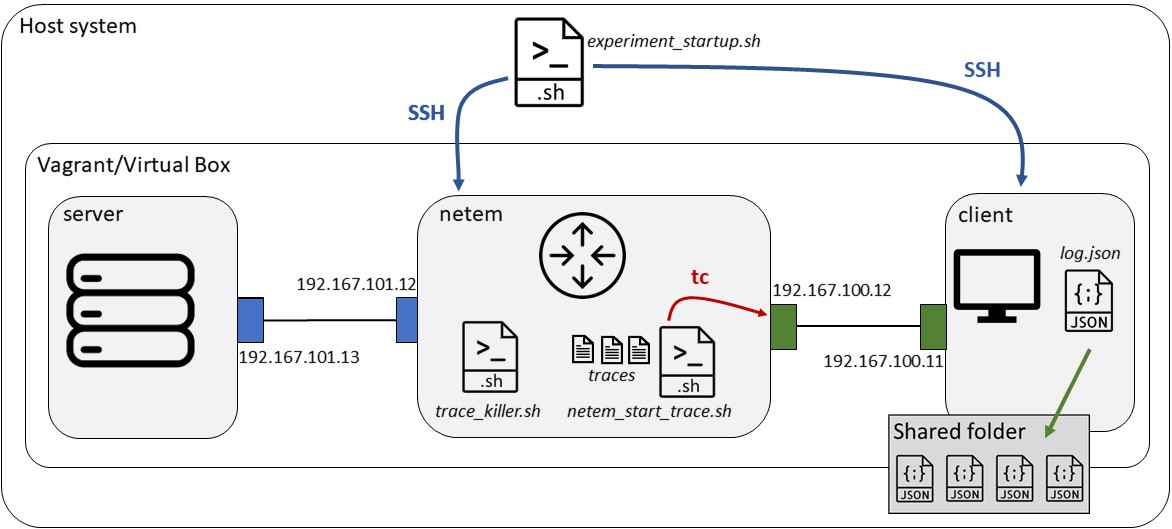 Host system
experiment_startup.sh
>_
.sh
SSH
SSH
Vagrant/Virtual Box
server
netem
client
log.json
{;}
JSON
tc
192.167.101.12
192.167.100.12
192.167.101.13
192.167.100.11
>_
.sh
>_
.sh
traces
trace_killer.sh
netem_start_trace.sh
Shared folder
{;} {;} {;} {;}
JSON JSON JSON JSON